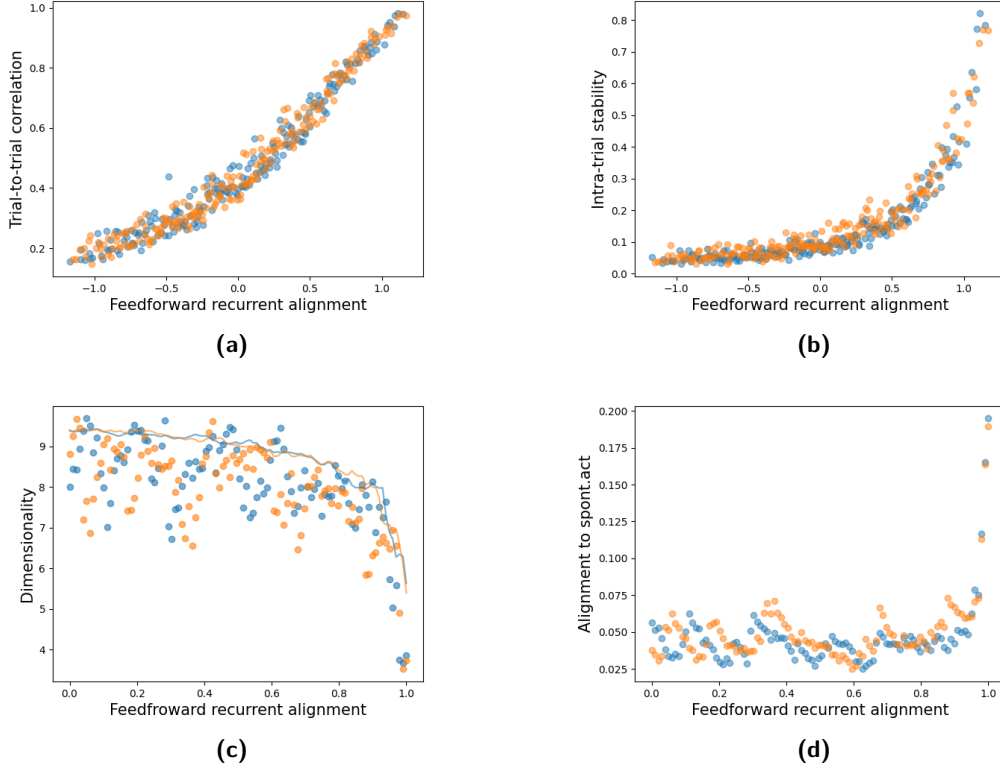 1.0
0.8
0.6
0.4
0.2
Trial-to-trial correlation
−1.0 −0.5 0.0 0.5 1.0
Feedforward recurrent alignment
(a)
0.8
0.7
0.6
0.5
0.4
0.3
0.2
0.1
0.0
Intra-trial stability
−1.0 −0.5 0.0 0.5 1.0
Feedforward recurrent alignment
(b)
9
8
7
6
5
4
Dimensionality
0.0 0.2 0.4 0.6 0.8 1.0
Feedfroward recurrent alignment
(c)
0.200
0.175
0.150
0.125
0.100
0.075
0.050
0.025
Alignment to spont.act
0.0 0.2 0.4 0.6 0.8 1.0
Feedforward recurrent alignment
(d)